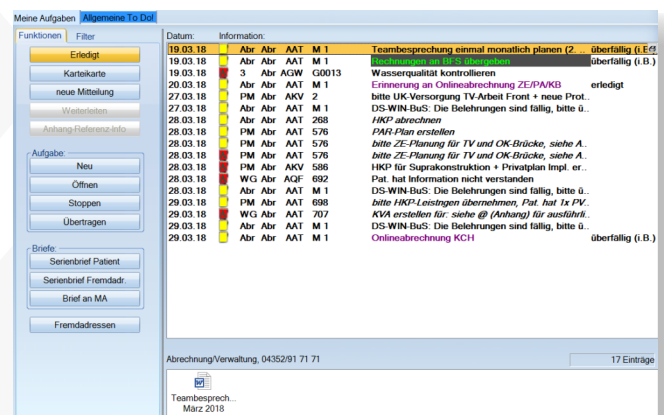 Meine Aufgaben Allgemeine To Do!
Funktionen Filter
Erledigt
Karteikarte
neue Mitteilung
Weiterleiten
Anhang-Referenz-Info
Aufgabe:
Neu
Öffnen
Stoppen
Übertragen
Briefe:
Serienbrief Patient
Serienbrief Fremdadr.
Brief an MA
Fremdadressen
Datum: Information:
19.03.18 Abr Abr AAT M 1 Teambesprechung einmal monatlich planen (2. .. überfällig (i.B.)
19.03.18 Abr Abr AAT M 1 Rechnungen an BFS übergeben überfällig (i.B.)
19.03.18 3 Abr AGW G0013 Wasserqualität kontrollieren
20.03.18 Abr Abr AAT M 1 Erinnerung an Onlineabrechnung ZE/PA/KB erledigt
27.03.18 PM Abr AKV 2 bitte UK-Versorgung TV-Arbeit Front + neue Prot..
27.03.18 Abr Abr AAT M 1 DS-WIN-BuS: Die Belehrungen sind fällig, bitte ü..
28.03.18 Abr Abr AAT 268 HKP abrechnen
28.03.18 PM Abr AAT 576 PAR-Plan erstellen
28.03.18 PM Abr AAT 576 bitte ZE-Planung für TV und OK-Brücke, siehe A..
28.03.18 PM Abr AAT 576 bitte ZE-Planung für TV und OK-Brücke, siehe A..
28.03.18 PM Abr AKV 586 HKP für Suprakonstruktion + Privatplan Impl. er..
28.03.18 WG Abr AQF 692 Pat. hat Information nicht verstanden
28.03.18 Abr Abr AAT M 1 DS-WIN-BuS: Die Belehrungen sind fällig, bitte ü..
29.03.18 PM Abr AAT 698 bitte HKP-Leistngen übernehmen, Pat. hat 1x PV..
29.03.18 WG Abr AAT 707 KVA erstellen für: siehe @ (Anhang) für ausführli..
29.03.18 Abr Abr AAT M 1 DS-WIN-BuS: Die Belehrungen sind fällig, bitte ü..
29.03.18 Abr Abr AAT M 1 Onlineabrechnung KCH überfällig (i.B.)
Abrechnung/Verwaltung, 04352/91 71 71 17 Einträge
Teambesprech...
März 2018